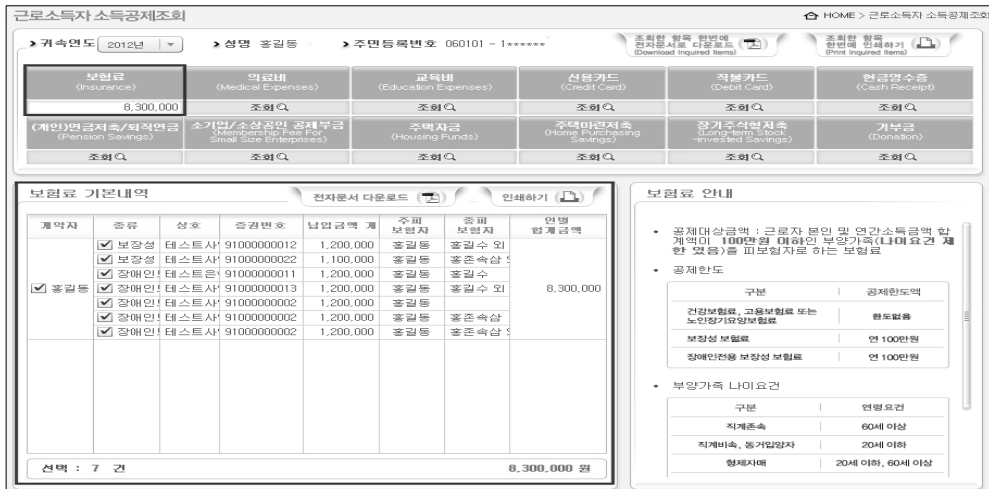 근로소득자 소득공제조회
HOME > 근로소득자 소득공제조회
귀속연도 2012년
성명 홍길동
주민등록번호 060101 - 1******
조회한 항목 한번에
전자문서로 다운로드
(Download Inquired Items)
조회한 항목
한번에 인쇄하기
(Print Inquired Items)
보험료 의료비 교육비 신용카드 직불카드 현금영수증
(Insurance) (Medical Expenses) (Education Expenses) (Credit Card) (Debit Card) (Cash Receipt)
8,300,000 조회 조회 조회 조회 조회
(개인)연금저축/퇴직연금
(Pension Savings)
소기업/소상공인 공제부금
(Membership Fee For
Small Size Enterprises)
주택자금
(Housing Funds)
주택마련저축
(Home Purchasing
Savings)
장기주식형저축
(Long-term Stock
-invested Savings)
기부금
(Donation)
조회 조회 조회 조회 조회 조회
보험료 기본내역
전자문서 다운로드
인쇄하기
계약자 종류 상호 증권번호 납입금액 계 주피보험자 종피보험자 인별합계금액
보장성 테스트사 91000000012 1,200,000 홍길동 홍길수 외
보장성 테스트사 91000000022 1,100,000 홍길동 홍존속삼
장애인 테스트은 91000000011 1,200,000 홍길동 홍길수
홍길동 장애인 테스트사 91000000013 1,200,000 홍길동 홍길수 외 8,300,000
장애인 테스트사 91000000002 1,200,000 홍길동
장애인 테스트사 91000000002 1,200,000 홍길동 홍존속삼
장애인 테스트사 91000000002 1,200,000 홍길동 홍존속삼
선택 : 7 건 8,300,000 원
보험료 안내
• 공제대상금액 : 근로자 본인 및 연간소득금액 합
계액이 100만원 이하인 부양가족(나이요건 제
한 있음)을 피보험자로 하는 보험료
• 공제한도
구분 공제한도액
건강보험료, 고용보험료 또는
노인장기요양보험료
한도없음
보장성 보험료 연 100만원
장애인전용 보장성 보험료 연 100만원
• 부양가족 나이요건
구분 연령요건
직계존속 60세 이상
직계비속, 동거입양자 20세 이하
형제자매 20세 이하, 60세 이상